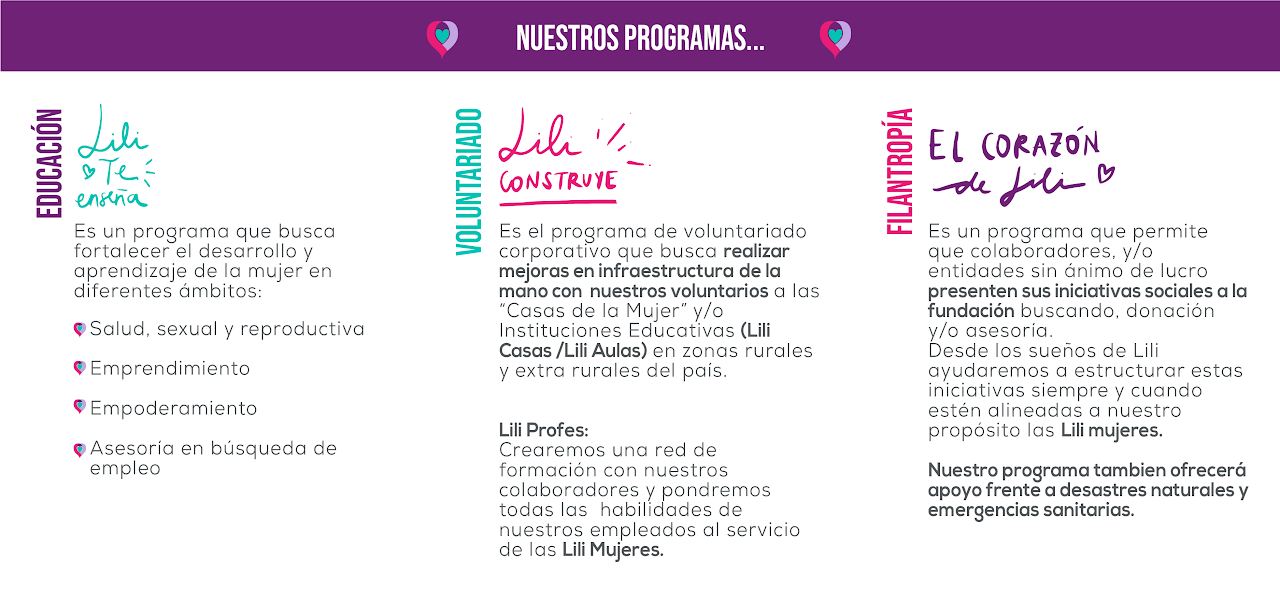 NUESTROS PROGRAMAS...
EDUCACIÓN
Lili
Te
enseña
Es un programa que busca
fortalecer el desarrollo y
aprendizaje de la mujer en
diferentes ámbitos:
Salud, sexual y reproductiva
Emprendimiento
Empoderamiento
Asesoría en búsqueda de
empleo
VOLUNTARIADO
Lili
CONSTRUYE
Es el programa de voluntariado
corporativo que busca realizar
mejoras en infraestructura de la
mano con nuestros voluntarios a las
“Casas de la Mujer” y/o
Instituciones Educativas (Lili
Casas /Lili Aulas) en zonas rurales
y extra rurales del país.
Lili Profes:
Crearemos una red de
formación con nuestros
colaboradores y pondremos
todas las habilidades de
nuestros empleados al servicio
de las Lili Mujeres.
FILANTROPÍA
EL CORAZÓN
de Lili
Es un programa que permite
que colaboradores, y/o
entidades sin ánimo de lucro
presenten sus iniciativas sociales a la
fundación buscando, donación
y/o asesoría.
Desde los sueños de Lili
ayudaremos a estructurar estas
iniciativas siempre y cuando
estén alineadas a nuestro
propósito las Lili mujeres.
Nuestro programa tambien ofrecerá
apoyo frente a desastres naturales y
emergencias sanitarias.